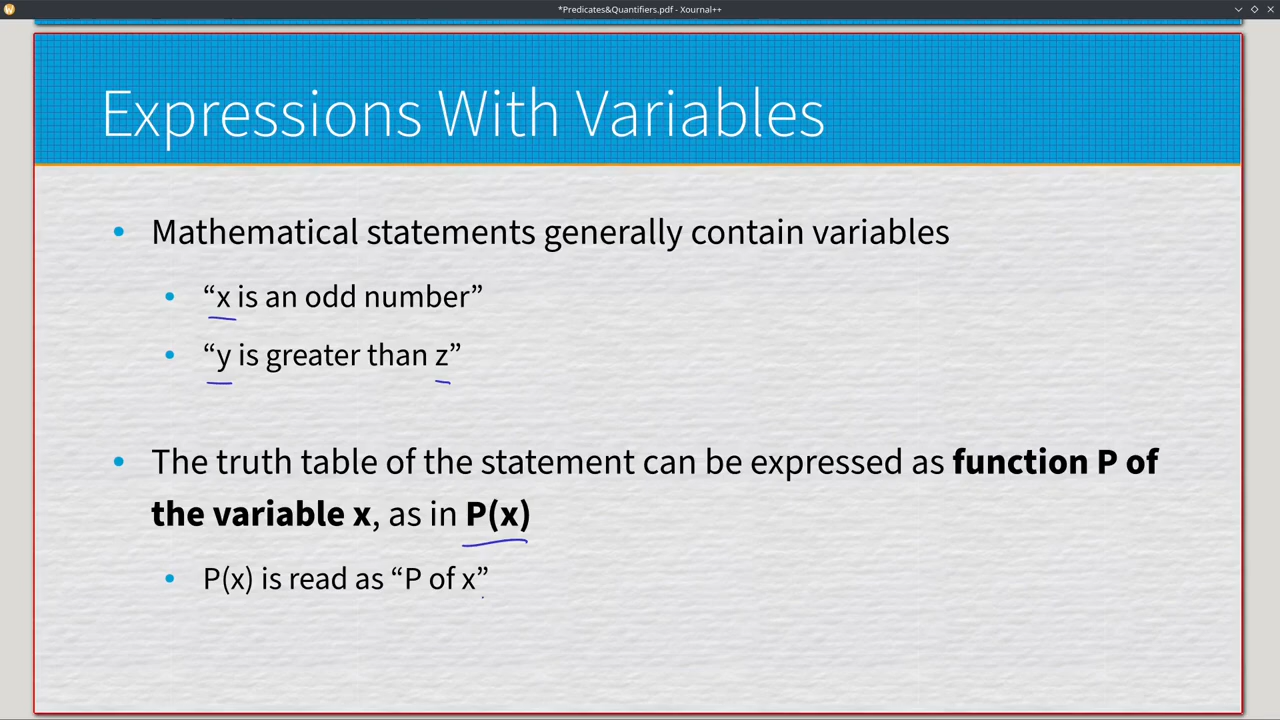 *Predicates&Quantifiers.pdf - Xournal++
Expressions With Variables
• Mathematical statements generally contain variables
• “x is an odd number”
• “y is greater than z”
• The truth table of the statement can be expressed as function P of
the variable x, as in P(x)
• P(x) is read as “P of x”